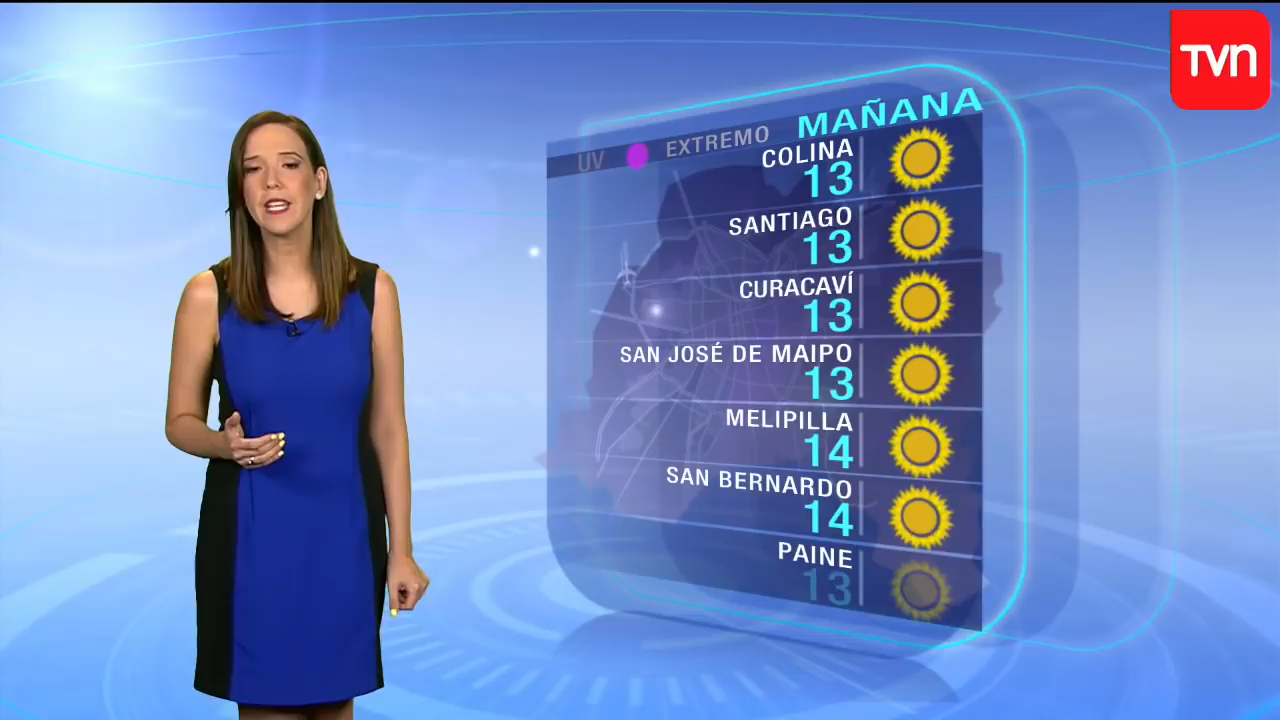 TVN
MAÑANA
UV EXTREMO
COLINA
13
SANTIAGO
13
CURACAVÍ
13
SAN JOSÉ DE MAIPO
13
MELIPILLA
14
SAN BERNARDO
14
PAINE
13